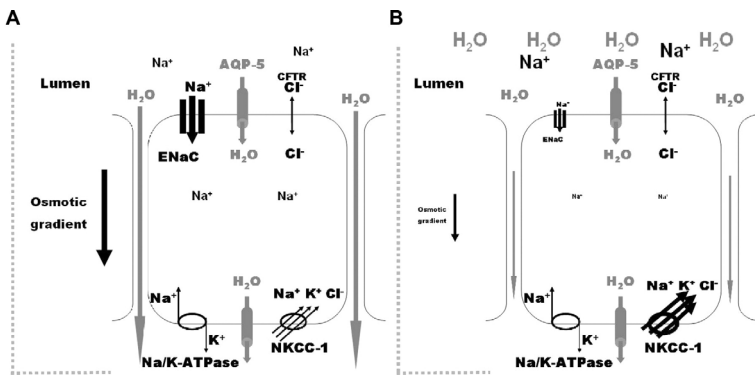 A
Na⁺
AQP-5
Na⁺
CFTR
Lumen
Na⁺
Cl⁻
H₂O
H₂O
ENaC
H₂O
Cl⁻
Osmotic
gradient
Na⁺
Na⁺
H₂O
Na⁺
Na⁺ K⁺ Cl⁻
K⁺
NKCC-1
Na/K-ATPase
B
H₂O H₂O H₂O H₂O
Na⁺
Na⁺
AQP-5
CFTR
Lumen
Cl⁻
H₂O
H₂O
Na⁺
ENaC
H₂O
Cl⁻
Osmotic
gradient
Na⁺
Na⁺
H₂O
Na⁺
Na⁺ K⁺ Cl⁻
K⁺
NKCC-1
Na/K-ATPase